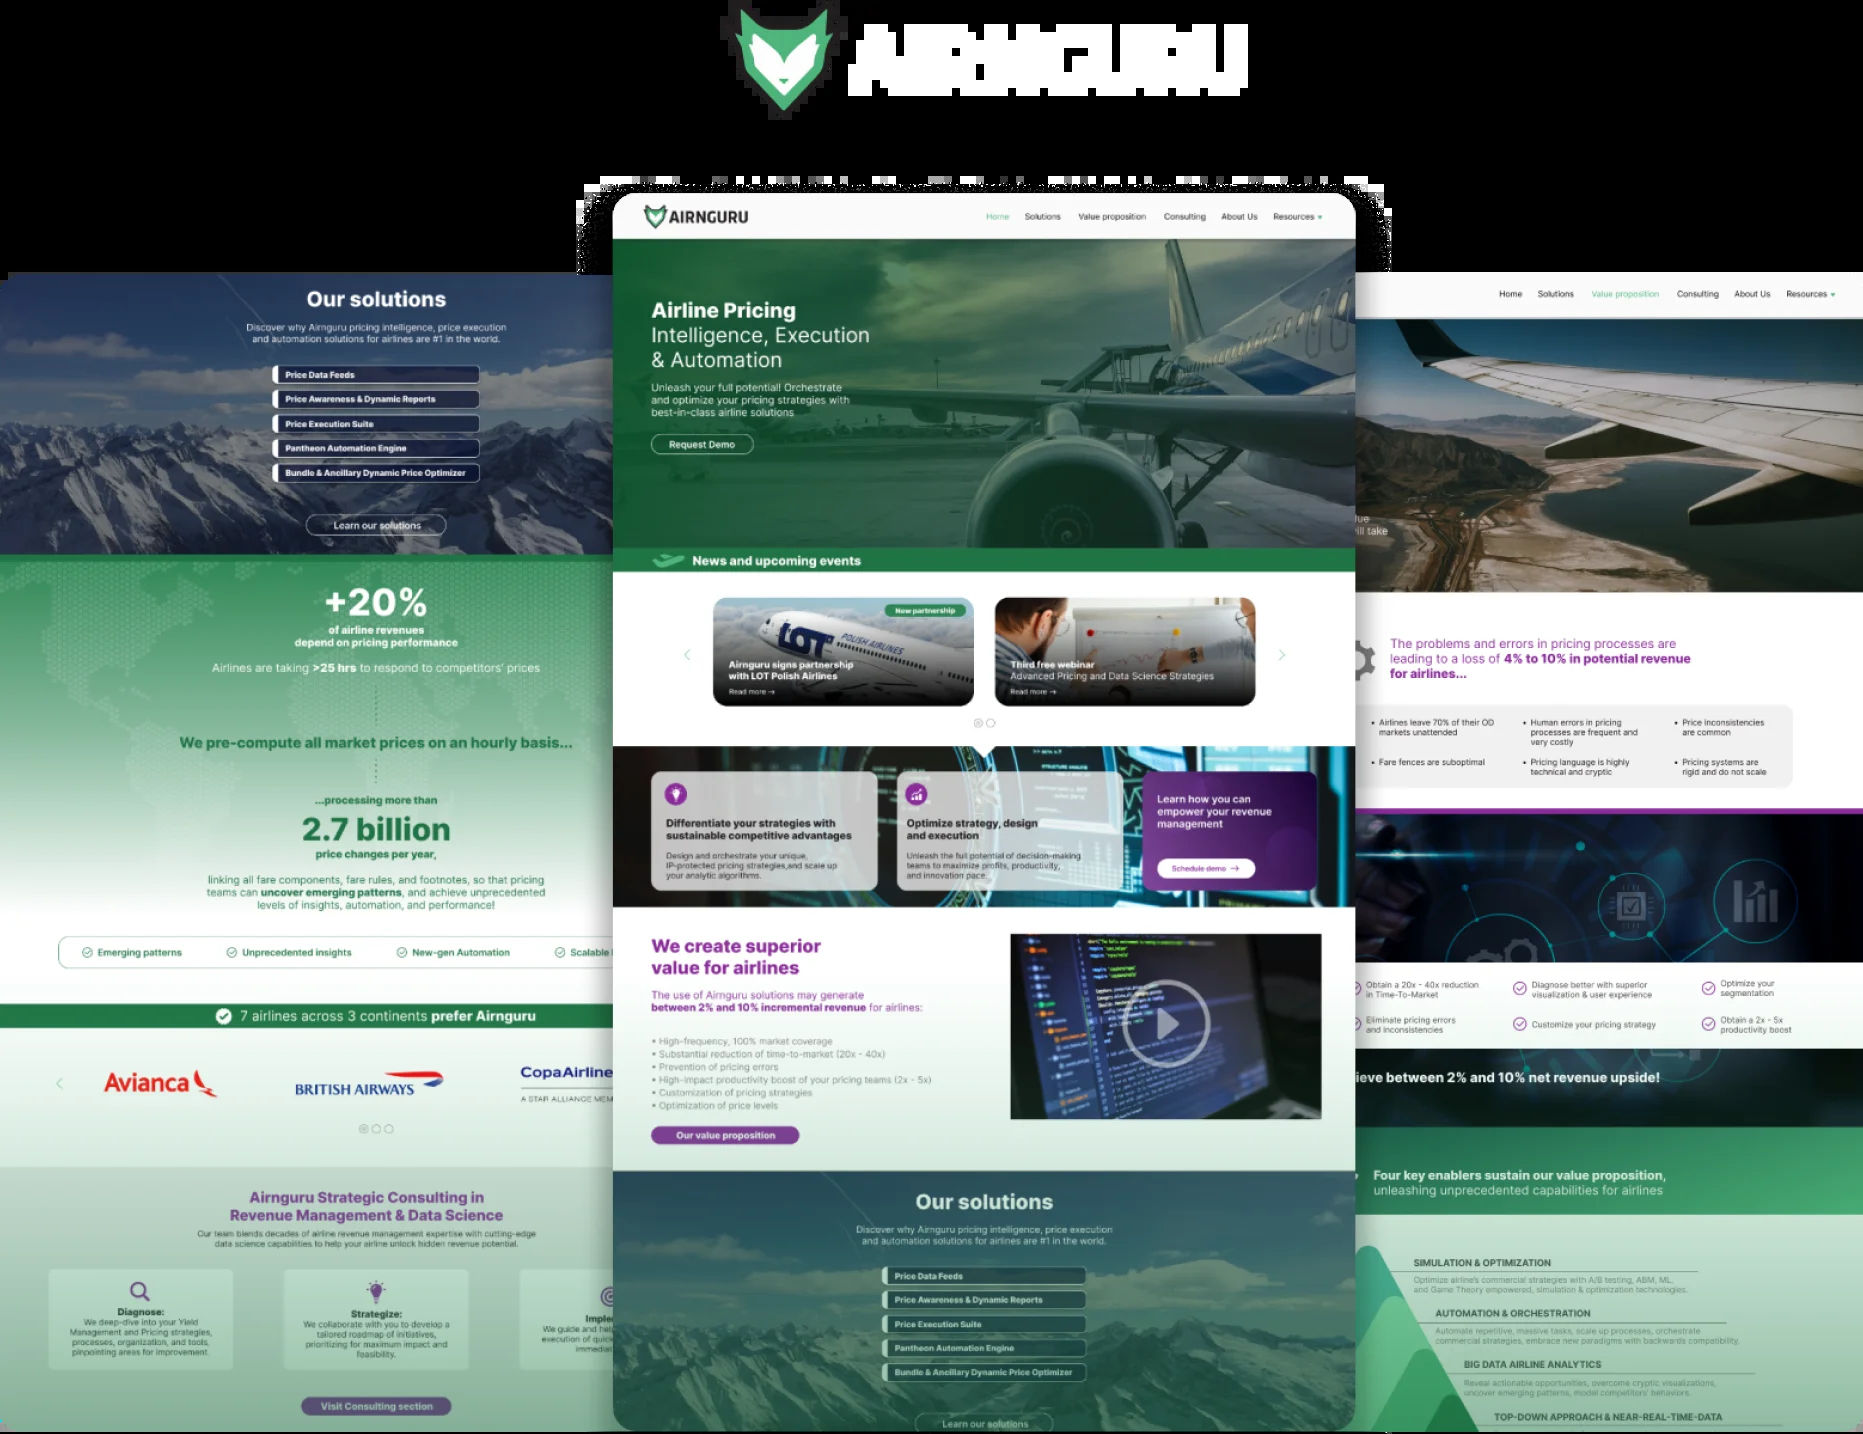 AIRNGURU
Our solutions
Discover why Airnguru pricing intelligence, price execution
and automation solutions for airlines are #1 in the world.
Price Data Feeds
Price Awareness & Dynamic Reports
Price Execution Suite
Pantheon Automation Engine
Bundle & Ancillary Dynamic Price Optimizer
Learn our solutions
+20%
of airline revenues
depend on pricing performance
Airlines are taking >25 hrs to respond to competitors' prices
We pre-compute all market prices on an hourly basis...
...processing more than
2.7 billion
price changes per year,
linking all fare components, fare rules, and footnotes, so that pricing
teams can uncover emerging patterns, and achieve unprecedented
levels of insights, automation, and performance!
Emerging patterns
Unprecedented insights
New-gen Automation
Scalable
7 airlines across 3 continents prefer Airnguru
Avianca
BRITISH AIRWAYS
CopaAirline
A STAR ALLIANCE MEM
Airnguru Strategic Consulting in
Revenue Management & Data Science
Our team blends decades of airline revenue management expertise with cutting-edge
data science capabilities to help your airline unlock hidden revenue potential.
Diagnose:
We deep-dive into your Yield
Management and Pricing strategies,
processes, organization, and tools,
pinpointing areas for improvement.
Strategize:
We collaborate with you to develop a
tailored roadmap of initiatives,
prioritizing for maximum impact and
feasibility.
Imple
We guide and help
execution of quick
immediat
Visit Consulting section
AIRNGURU
Home
Solutions
Value proposition
Consulting
About Us
Resources
Airline Pricing
Intelligence, Execution
& Automation
Unleash your full potential! Orchestrate
and optimize your pricing strategies with
best-in-class airline solutions
Request Demo
News and upcoming events
New partnership
LOT POLISH AIRLINES
Airnguru signs partnership
with LOT Polish Airlines
Read more →
Third free webinar
Advanced Pricing and Data Science Strategies
Read more →
Differentiate your strategies with
sustainable competitive advantages
Design and orchestrate your unique,
IP-protected pricing strategies,and scale up
your analytic algorithms.
Optimize strategy, design
and execution
Unleash the full potential of decision-making
teams to maximize profits, productivity,
and innovation pace.
Learn how you can
empower your revenue
management
Schedule demo →
We create superior
value for airlines
The use of Airnguru solutions may generate
between 2% and 10% incremental revenue for airlines:
• High-frequency, 100% market coverage
• Substantial reduction of time-to-market (20x - 40x)
• Prevention of pricing errors
• High-impact productivity boost of your pricing teams (2x - 5x)
• Customization of pricing strategies
• Optimization of price levels
Our value proposition
Our solutions
Discover why Airnguru pricing intelligence, price execution
and automation solutions for airlines are #1 in the world.
Price Data Feeds
Price Awareness & Dynamic Reports
Price Execution Suite
Pantheon Automation Engine
Bundle & Ancillary Dynamic Price Optimizer
Learn our solutions
Home
Solutions
Value proposition
Consulting
About Us
Resources
lue
ill take
The problems and errors in pricing processes are
leading to a loss of 4% to 10% in potential revenue
for airlines...
• Airlines leave 70% of their OD
markets unattended
• Human errors in pricing
processes are frequent and
very costly
• Price inconsistencies
are common
• Fare fences are suboptimal
• Pricing language is highly
technical and cryptic
• Pricing systems are
rigid and do not scale
Obtain a 20x - 40x reduction
in Time-To-Market
Diagnose better with superior
visualization & user experience
Optimize your
segmentation
Eliminate pricing errors
and inconsistencies
Customize your pricing strategy
Obtain a 2x - 5x
productivity boost
ieve between 2% and 10% net revenue upside!
Four key enablers sustain our value proposition,
unleashing unprecedented capabilities for airlines
SIMULATION & OPTIMIZATION
Optimize airline's commercial strategies with A/B testing, ABM, ML,
and Game Theory empowered, simulation & optimization technologies.
AUTOMATION & ORCHESTRATION
Automate repetitive, massive tasks, scale up processes, orchestrate
commercial strategies, embrace new paradigms with backwards compatibility.
BIG DATA AIRLINE ANALYTICS
Reveal actionable opportunities, overcome cryptic visualizations,
uncover emerging patterns, model competitors' behaviors.
TOP-DOWN APPROACH & NEAR-REAL-TIME-DATA